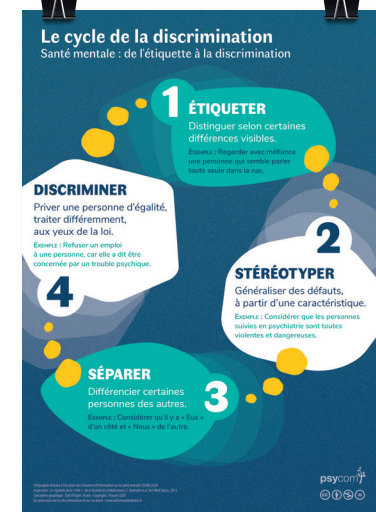 Le cycle de la discrimination
Santé mentale : de l'étiquette à la discrimination
1
ÉTIQUETER
Distinguer selon certaines
différences visibles.
EXEMPLE : Regarder avec méfiance
une personne qui semble parler
toute seule dans la rue.
2
STÉRÉOTYPER
Généraliser des défauts,
à partir d'une caractéristique.
EXEMPLE : Considérer que les personnes
suivies en psychiatrie sont toutes
violentes et dangereuses.
3
SÉPARER
Différencier certaines
personnes des autres.
EXEMPLE : Considérer qu'il y a « Eux »
d'un côté et « Nous » de l'autre.
4
DISCRIMINER
Priver une personne d'égalité,
traiter différemment,
aux yeux de la loi.
EXEMPLE : Refuser un emploi
à une personne, car elle a dit être
concernée par un trouble psychique.
psycom